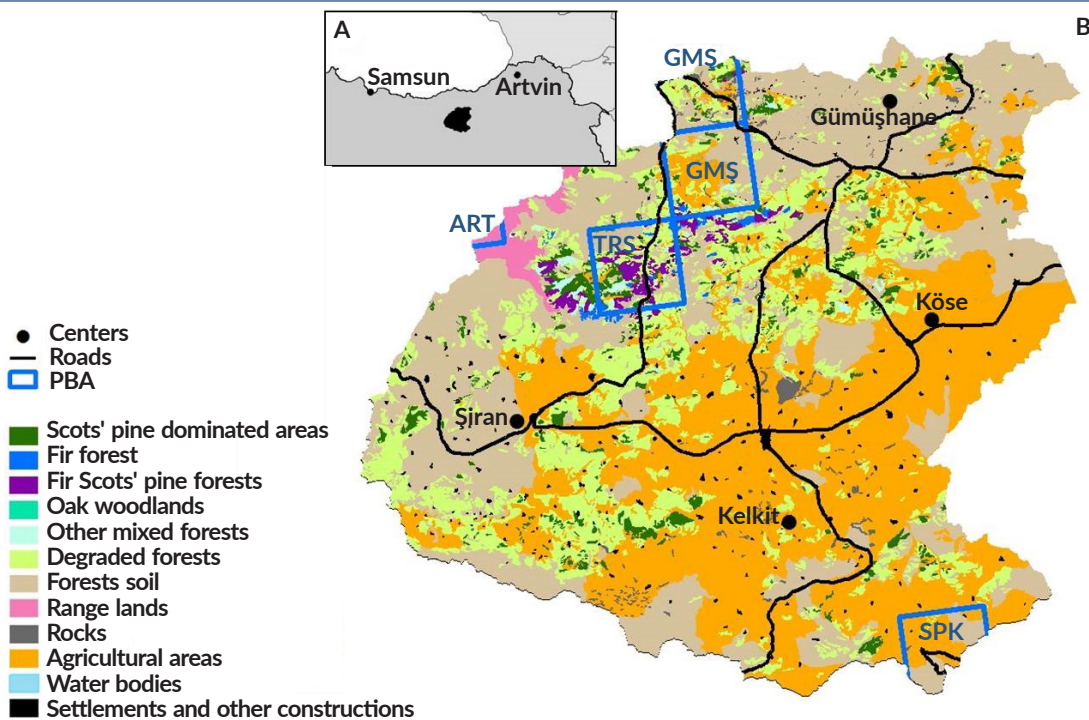 A
B
Samsun
Artvin
GMŞ
Gümüşhane
GMŞ
ART
TRS
Köse
Centers
Roads
PBA
Şiran
Scots' pine dominated areas
Fir forest
Fir Scots' pine forests
Oak woodlands
Other mixed forests
Kelkit
Degraded forests
Forests soil
Range lands
Rocks
SPK
Agricultural areas
Water bodies
Settlements and other constructions